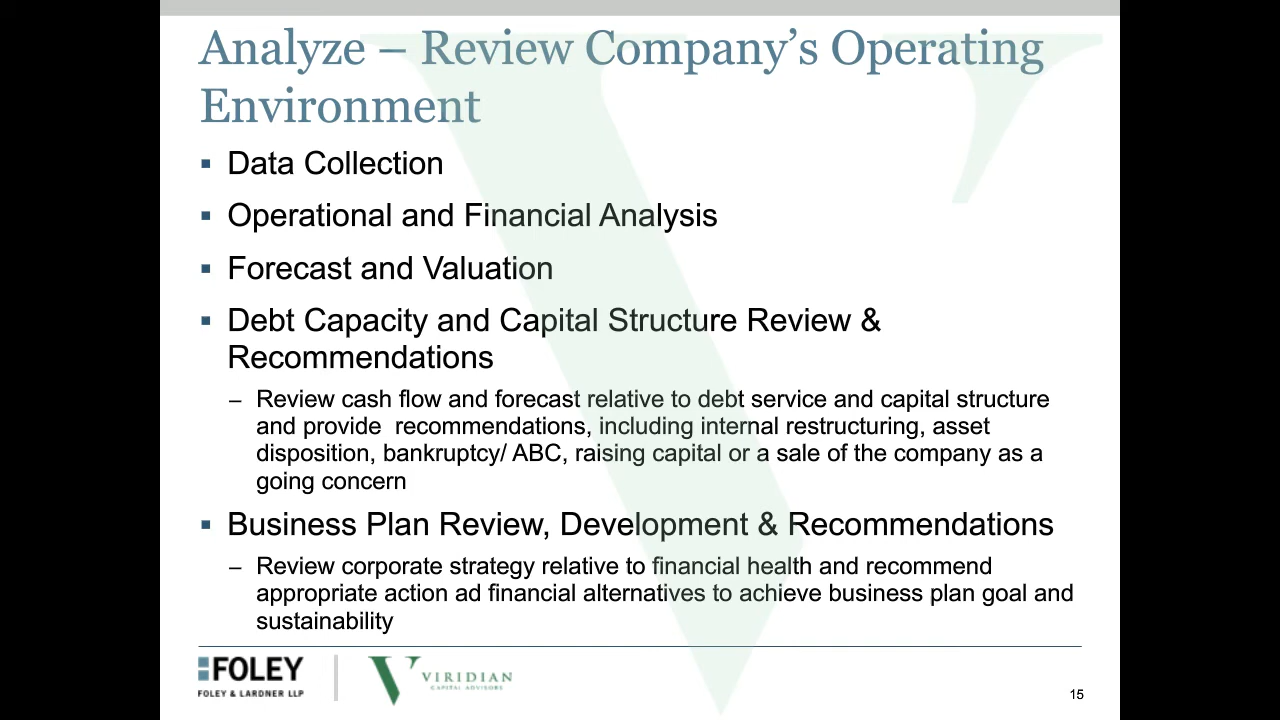 Analyze – Review Company’s Operating
Environment
▪ Data Collection
▪ Operational and Financial Analysis
▪ Forecast and Valuation
▪ Debt Capacity and Capital Structure Review &
Recommendations
– Review cash flow and forecast relative to debt service and capital structure
and provide  recommendations, including internal restructuring, asset
disposition, bankruptcy/ ABC, raising capital or a sale of the company as a
going concern
▪ Business Plan Review, Development & Recommendations
– Review corporate strategy relative to financial health and recommend
appropriate action ad financial alternatives to achieve business plan goal and
sustainability
FOLEY
FOLEY & LARDNER LLP
VIRIDIAN
CAPITAL ADVISORS
15